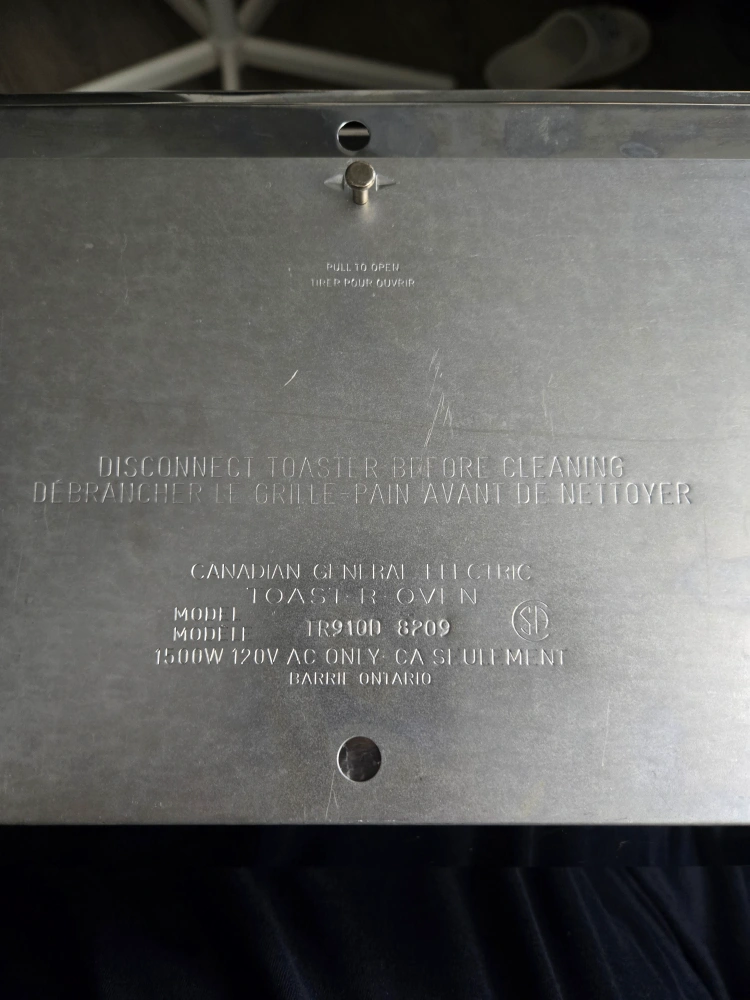 PULL TO OPEN
TIRER POUR OUVRIR
DISCONNECT TOASTER BEFORE CLEANING
DÉBRANCHER LE GRILLE-PAIN AVANT DE NETTOYER
CANADIAN GENERAL ELECTRIC
TOAST-R-OVEN
MODEL
MODÈLE TR910D 8209
1500W 120V AC ONLY- CA SEULEMENT
BARRIE ONTARIO